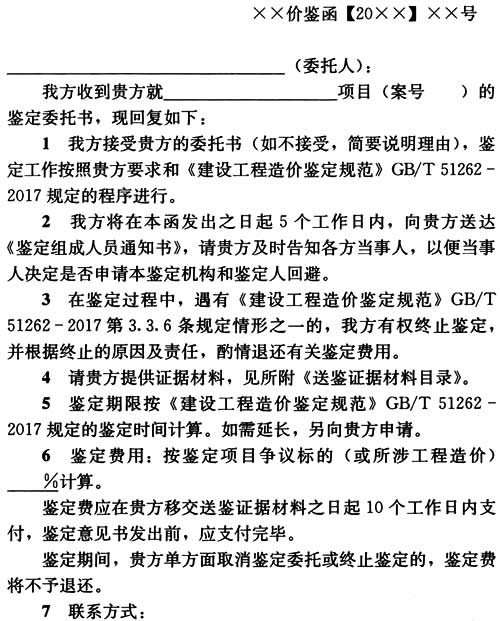 ××价鉴函【20××】××号
（委托人）：
我方收到贵方就项目（案号　　）的
鉴定委托书，现回复如下：
1　我方接受贵方的委托书（如不接受，简要说明理由），鉴
定工作按照贵方要求和《建设工程造价鉴定规范》GB/T 51262－
2017 规定的程序进行。
2　我方将在本函发出之日起 5 个工作日内，向贵方送达
《鉴定组成人员通知书》，请贵方及时告知各方当事人，以便当事
人决定是否申请本鉴定机构和鉴定人回避。
3　在鉴定过程中，遇有《建设工程造价鉴定规范》GB/T
51262－2017 第 3.3.6 条规定情形之一的，我方有权终止鉴定，
并根据终止的原因及责任，酌情退还有关鉴定费用。
4　请贵方提供证据材料，见所附《送鉴证据材料目录》。
5　鉴定期限按《建设工程造价鉴定规范》GB/T 51262－
2017 规定的鉴定时间计算。如需延长，另向贵方申请。
6　鉴定费用：按鉴定项目争议标的（或所涉工程造价）
%计算。
鉴定费应在贵方移交送鉴证据材料之日起 10 个工作日内支
付，鉴定意见书发出前，应支付完毕。
鉴定期间，贵方单方面取消鉴定委托或终止鉴定的，鉴定费
将不予退还。
7　联系方式：